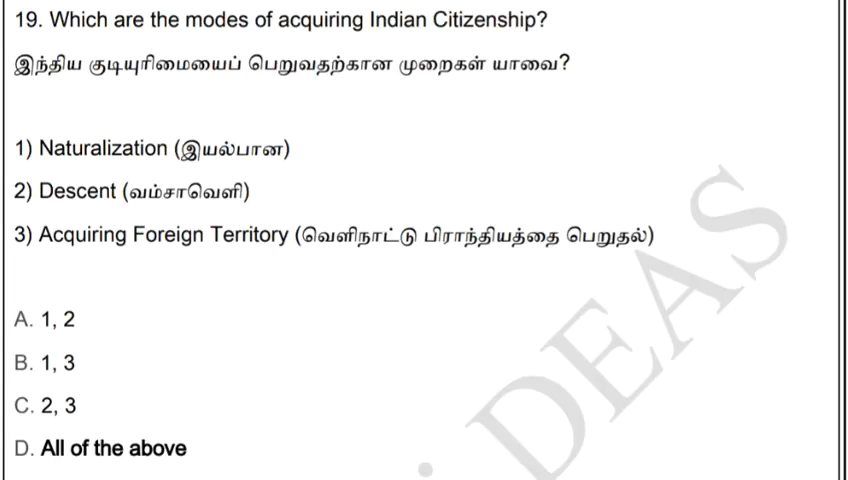 19. Which are the modes of acquiring Indian Citizenship?
இந்திய குடியுரிமையைப் பெறுவதற்கான முறைகள் யாவை?
1) Naturalization (இயல்பான)
2) Descent (வம்சாவெளி)
3) Acquiring Foreign Territory (வெளிநாட்டு பிராந்தியத்தை பெறுதல்)
A. 1, 2
B. 1, 3
C. 2, 3
D. All of the above
DEAS